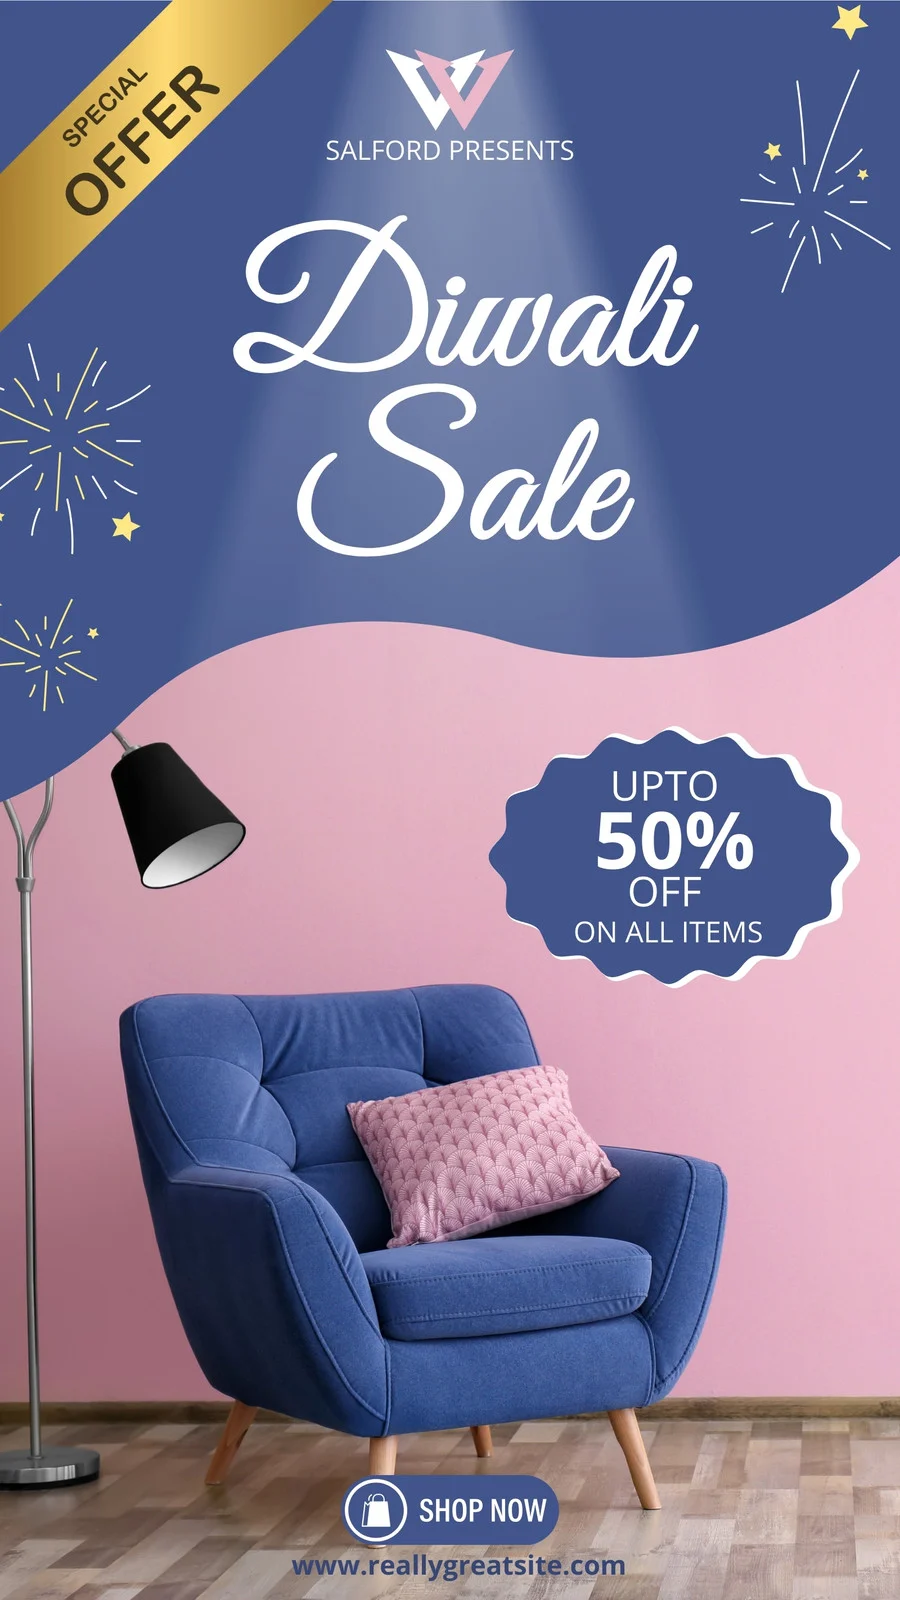 SPECIAL
OFFER
SALFORD PRESENTS
Diwali
Sale
UPTO
50%
OFF
ON ALL ITEMS
SHOP NOW
www.reallygreatsite.com